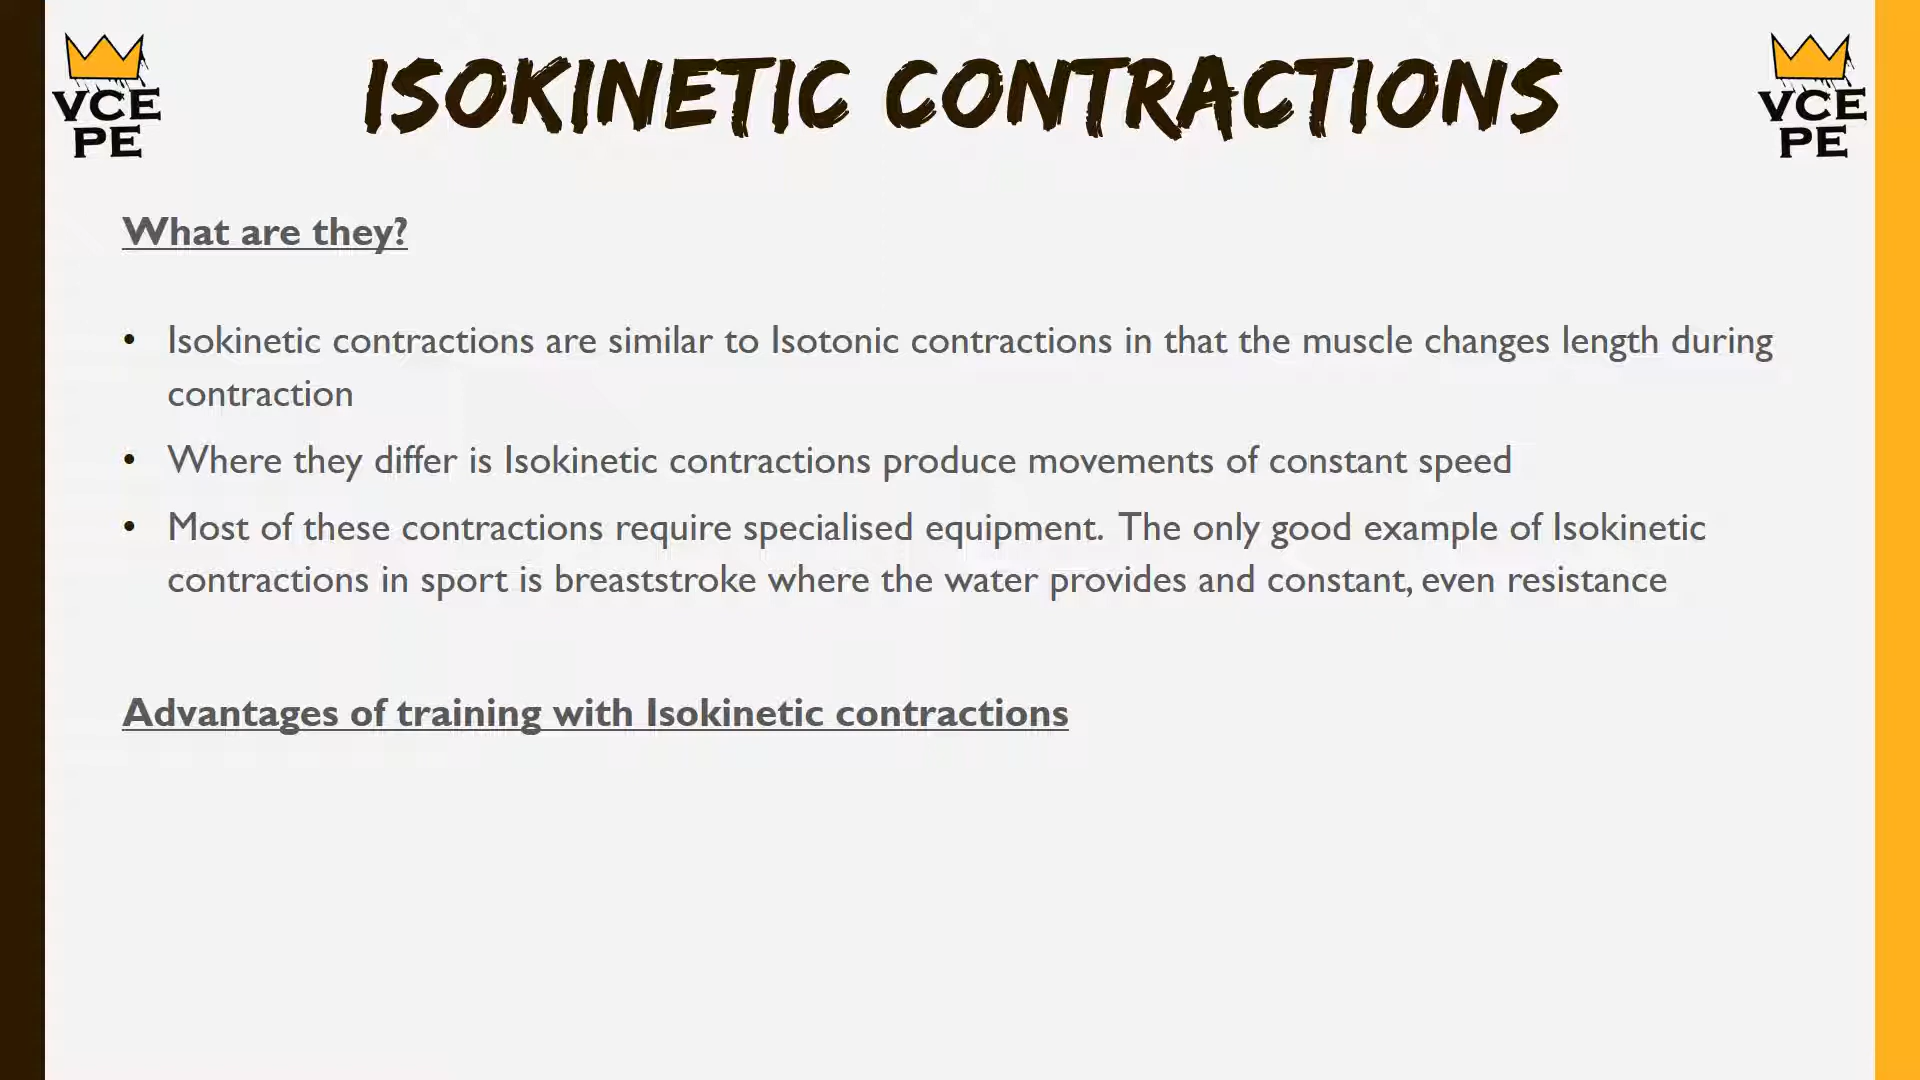 VCE
PE
ISOKINETIC CONTRACTIONS
VCE
PE
What are they?
• Isokinetic contractions are similar to Isotonic contractions in that the muscle changes length during
contraction
• Where they differ is Isokinetic contractions produce movements of constant speed
• Most of these contractions require specialised equipment. The only good example of Isokinetic
contractions in sport is breaststroke where the water provides and constant, even resistance
Advantages of training with Isokinetic contractions